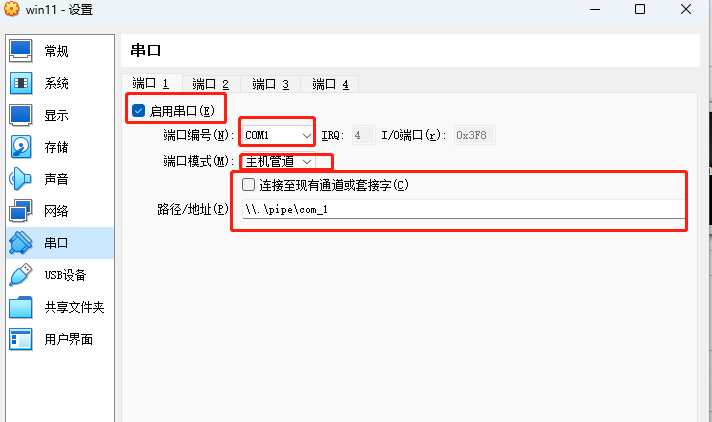 win11 - 设置
常规
系统
显示
存储
声音
网络
串口
USB设备
共享文件夹
用户界面
串口
端口 1 端口 2 端口 3 端口 4
启用串口(E)
端口编号(N): COM1 IRQ: 4 I/O端口(r): 0x3F8
端口模式(M): 主机管道
连接至现有通道或套接字(C)
路径/地址(P) \\.\pipe\com_1